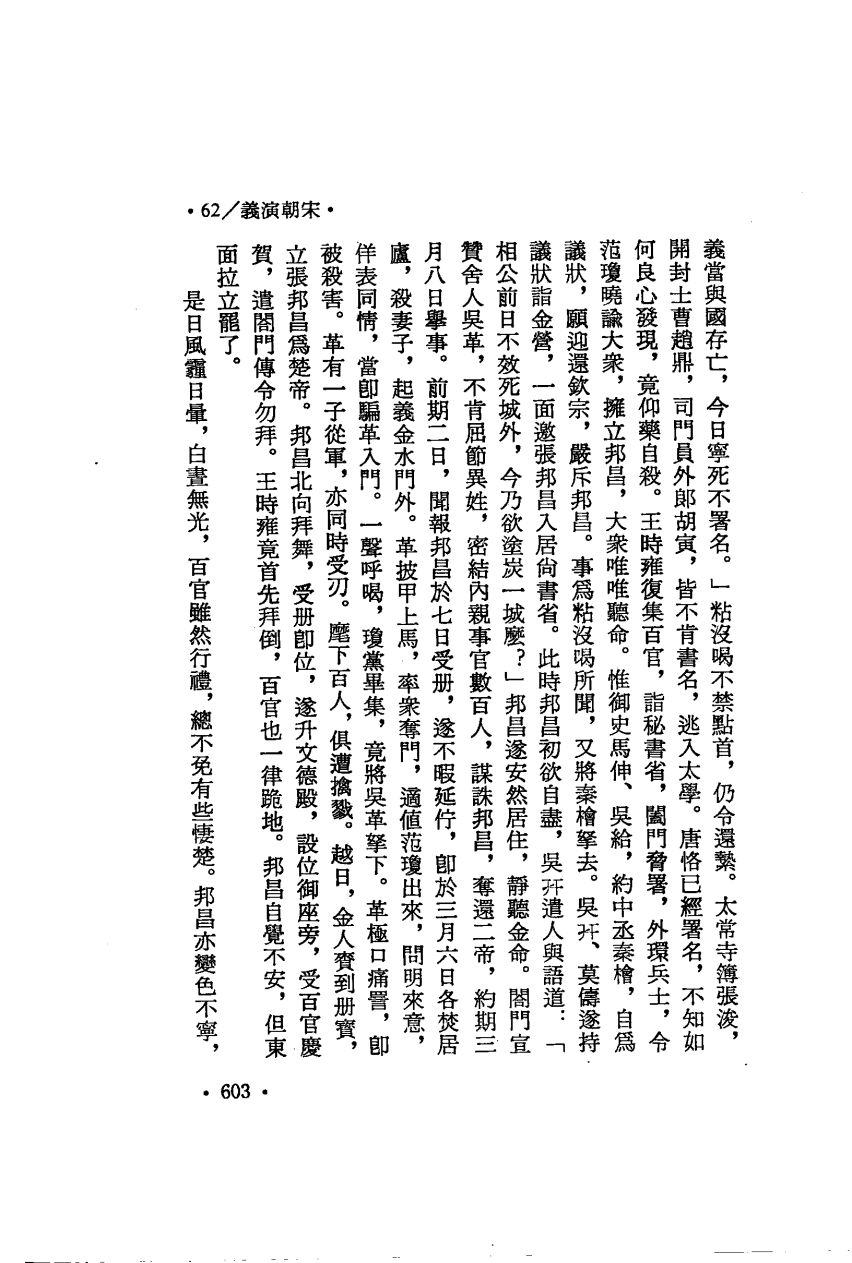 •62／義演朝宋•
義當與國存亡，今日寧死不署名。」粘沒喝不禁點首，仍令還縶。太常寺簿張浚，
開封士曹趙鼎，司門員外郎胡寅，皆不肯書名，逃入太學。唐恪已經署名，不知如
何良心發現，竟仰藥自殺。王時雍復集百官，詣秘書省，闔門脅署，外環兵士，令
范瓊曉諭大衆，擁立邦昌，大衆唯唯聽命。惟御史馬伸、吳給，約中丞秦檜，自爲
議狀，願迎還欽宗，嚴斥邦昌。事爲粘沒喝所聞，又將秦檜拏去。吳幵、莫儔遂持
議狀詣金營，一面邀張邦昌入居尙書省。此時邦昌初欲自盡，吳幵遣人與語道：「
相公前日不效死城外，今乃欲塗炭一城麼？」邦昌遂安然居住，靜聽金命。閤門宣
贊舍人吳革，不肯屈節異姓，密結內親事官數百人，謀誅邦昌，奪還二帝，約期三
月八日擧事。前期二日，聞報邦昌於七日受册，遂不暇延佇，卽於三月六日各焚居
廬，殺妻子，起義金水門外。革披甲上馬，率衆奪門，適值范瓊出來，問明來意，
佯表同情，當卽騙革入門。一聲呼喝，瓊黨畢集，竟將吳革拏下。革極口痛詈，卽
被殺害。革有一子從軍，亦同時受刃。麾下百人，俱遭擒戮。越日，金人賫到册寶，
立張邦昌爲楚帝。邦昌北向拜舞，受册卽位，遂升文德殿，設位御座旁，受百官慶
賀，遣閤門傳令勿拜。王時雍竟首先拜倒，百官也一律跪地。邦昌自覺不安，但東
面拉立罷了。
是日風霾日暈，白晝無光，百官雖然行禮，總不免有些悽楚。邦昌亦變色不寧，
•603•